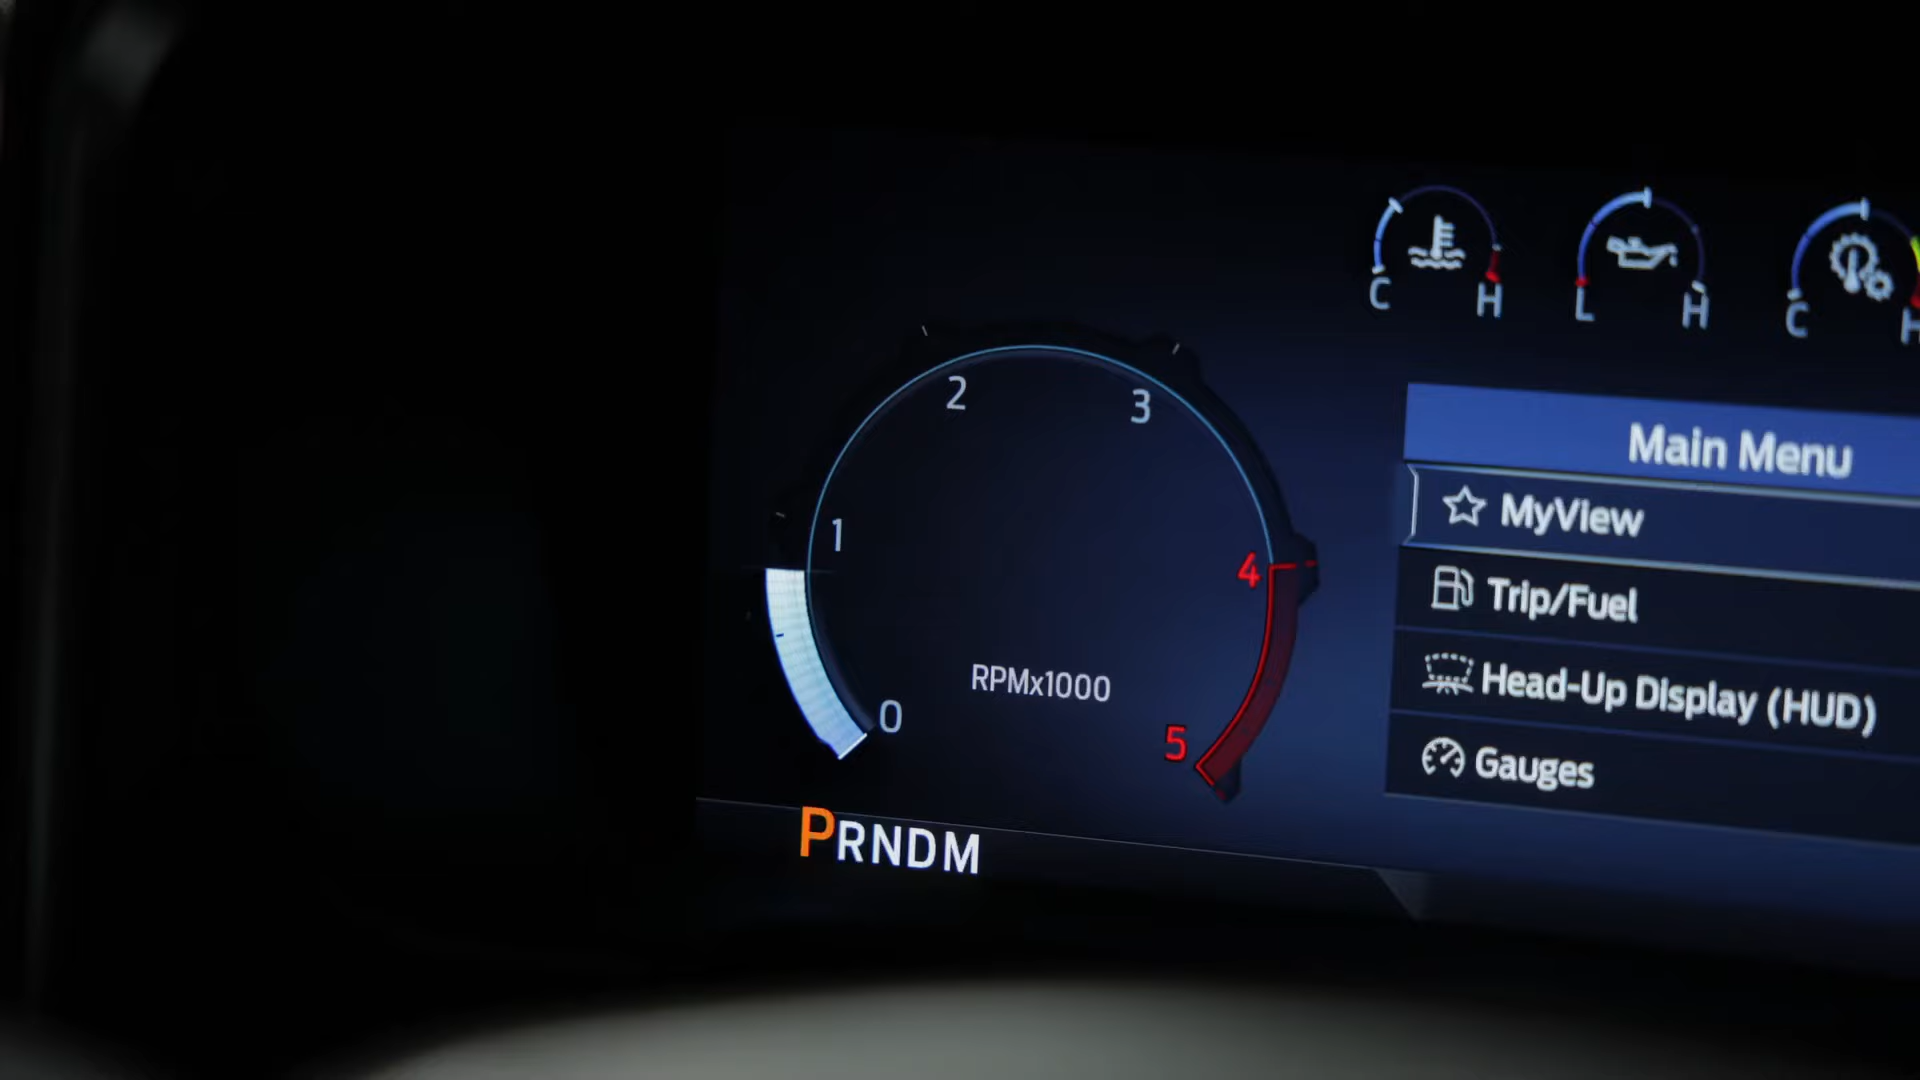 C H
L H
C H
2
3
1
4
0
5
RPMx1000
PRNDM
Main Menu
MyView
Trip/Fuel
Head-Up Display (HUD)
Gauges